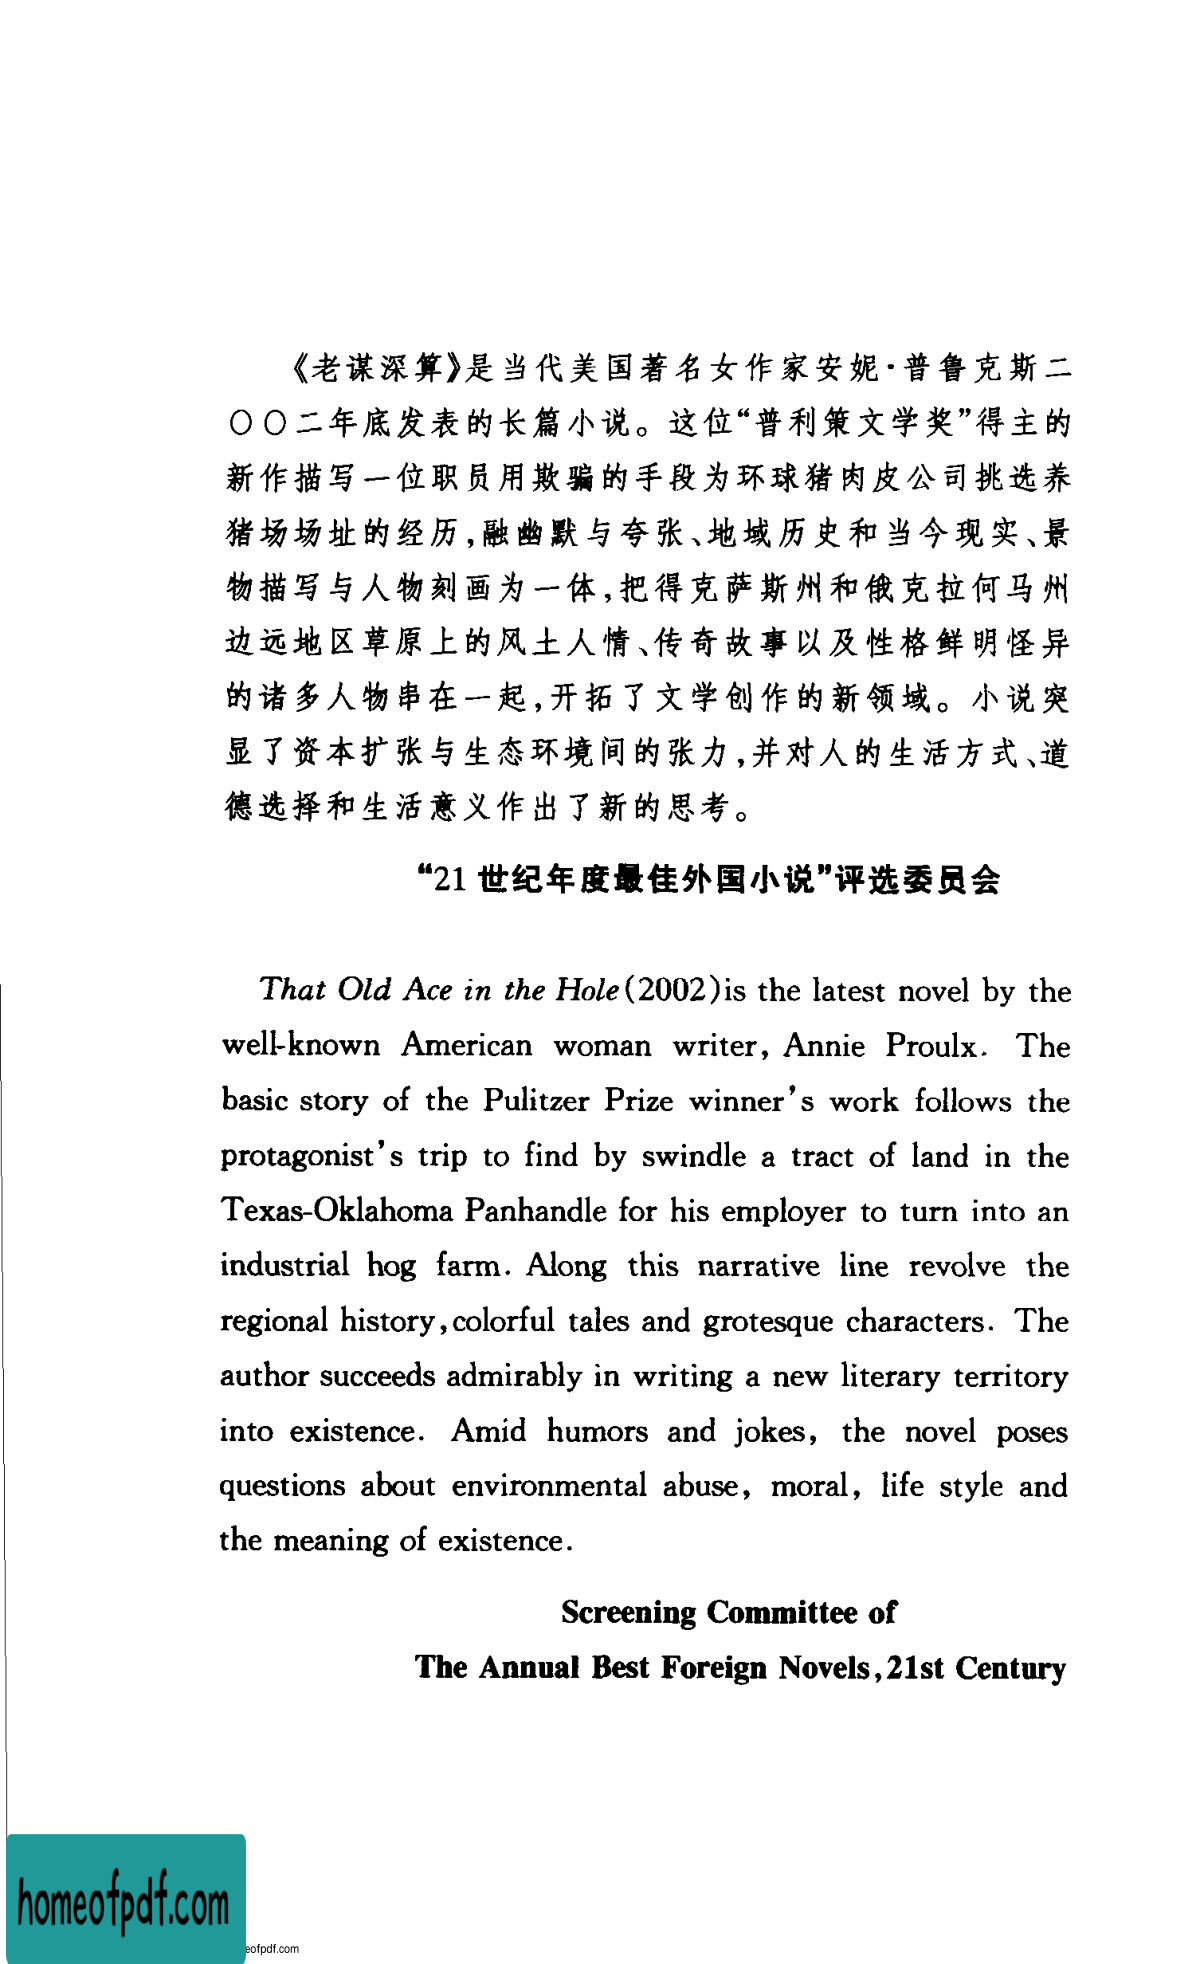 《老谋深算》是当代美国著名女作家安妮·普鲁克斯二
〇〇二年底发表的长篇小说。这位“普利策文学奖”得主的
新作描写一位职员用欺骗的手段为环球猪肉皮公司挑选养
猪场场址的经历,融幽默与夸张、地域历史和当今现实、景
物描写与人物刻画为一体,把得克萨斯州和俄克拉何马州
边远地区草原上的风土人情、传奇故事以及性格鲜明怪异
的诸多人物串在一起,开拓了文学创作的新领域。小说突
显了资本扩张与生态环境间的张力,并对人的生活方式、道
德选择和生活意义作出了新的思考。
“21 世纪年度最佳外国小说”评选委员会
That Old Ace in the Hole(2002)is the latest novel by the
well-known American woman writer, Annie Proulx. The
basic story of the Pulitzer Prize winner's work follows the
protagonist's trip to find by swindle a tract of land in the
Texas-Oklahoma Panhandle for his employer to turn into an
industrial hog farm. Along this narrative line revolve the
regional history,colorful tales and grotesque characters. The
author succeeds admirably in writing a new literary territory
into existence. Amid humors and jokes, the novel poses
questions about environmental abuse, moral, life style and
the meaning of existence.
Screening Committee of
The Annual Best Foreign Novels,21st Century
homeofpdf.com
eofpdf.com